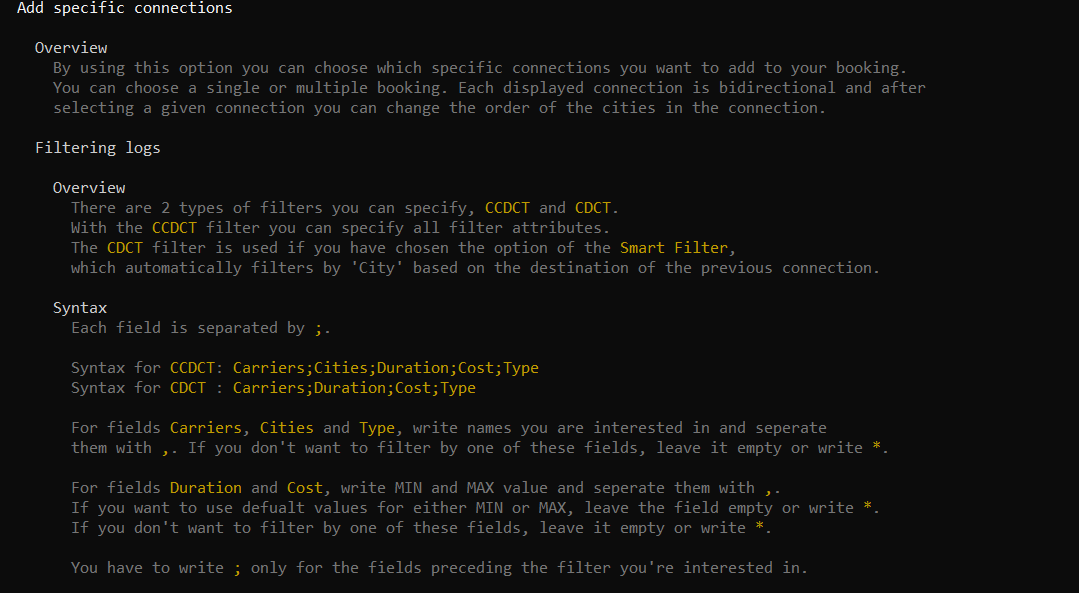 Add specific connections
Overview
By using this option you can choose which specific connections you want to add to your booking.
You can choose a single or multiple booking. Each displayed connection is bidirectional and after
selecting a given connection you can change the order of the cities in the connection.
Filtering logs
Overview
There are 2 types of filters you can specify, CCDCT and CDCT.
With the CCDCT filter you can specify all filter attributes.
The CDCT filter is used if you have chosen the option of the Smart Filter,
which automatically filters by 'City' based on the destination of the previous connection.
Syntax
Each field is separated by ;.
Syntax for CCDCT: Carriers;Cities;Duration;Cost;Type
Syntax for CDCT : Carriers;Duration;Cost;Type
For fields Carriers, Cities and Type, write names you are interested in and seperate
them with ,. If you don't want to filter by one of these fields, leave it empty or write *.
For fields Duration and Cost, write MIN and MAX value and seperate them with ,.
If you want to use defualt values for either MIN or MAX, leave the field empty or write *.
If you don't want to filter by one of these fields, leave it empty or write *.
You have to write ; only for the fields preceding the filter you're interested in.